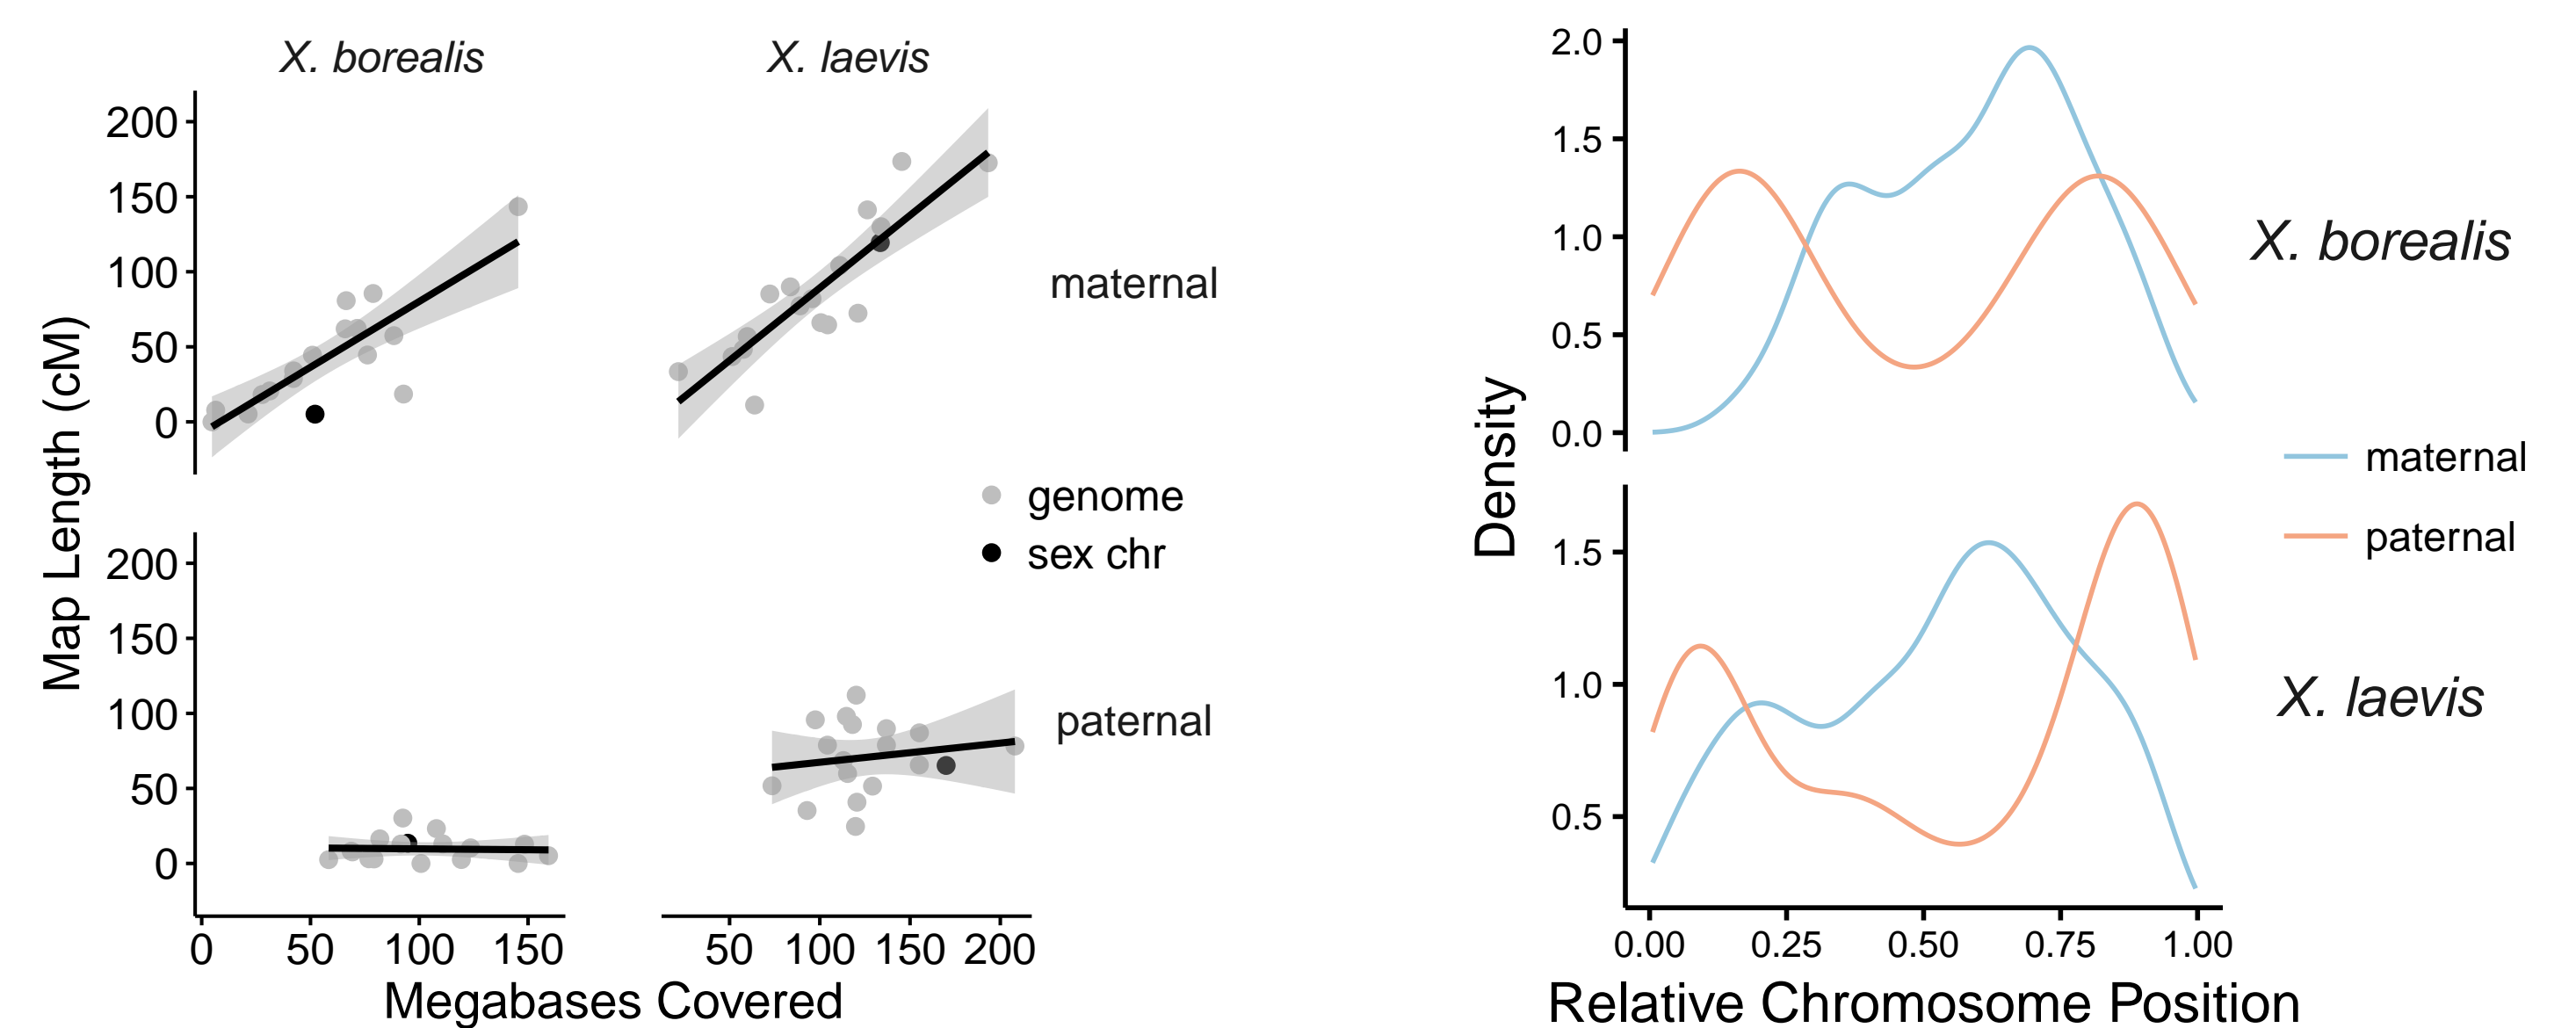 X. borealis
X. laevis
200
150
100
50
0
maternal
genome
sex chr
Map Length (cM)
200
150
100
50
0
paternal
0 50 100 150
50 100 150 200
Megabases Covered
2.0
1.5
1.0
0.5
0.0
X. borealis
Density
maternal
paternal
1.5
1.0
0.5
X. laevis
0.00 0.25 0.50 0.75 1.00
Relative Chromosome Position